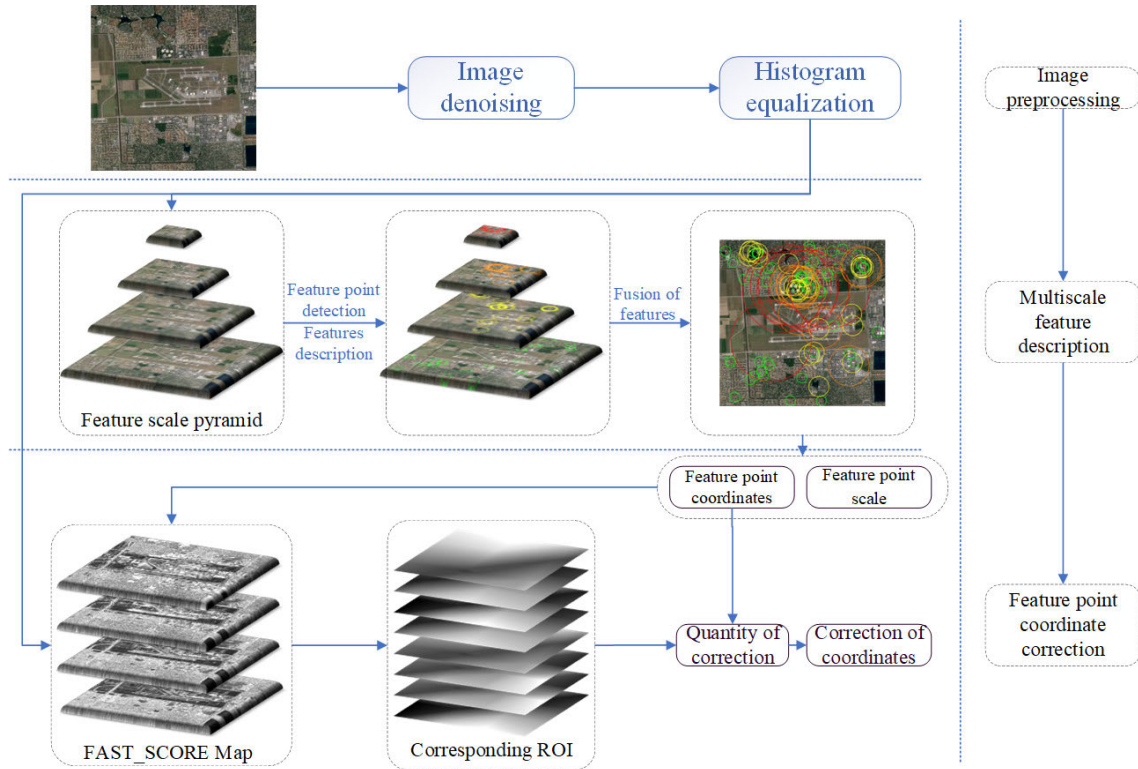 Image
denoising
Histogram
equalization
Image
preprocessing
Feature point
detection
Features
description
Fusion of
features
Feature scale pyramid
Multiscale
feature
description
Feature point
coordinates
Feature point
scale
Quantity of
correction
Correction of
coordinates
Feature point
coordinate
correction
FAST_SCORE Map
Corresponding ROI